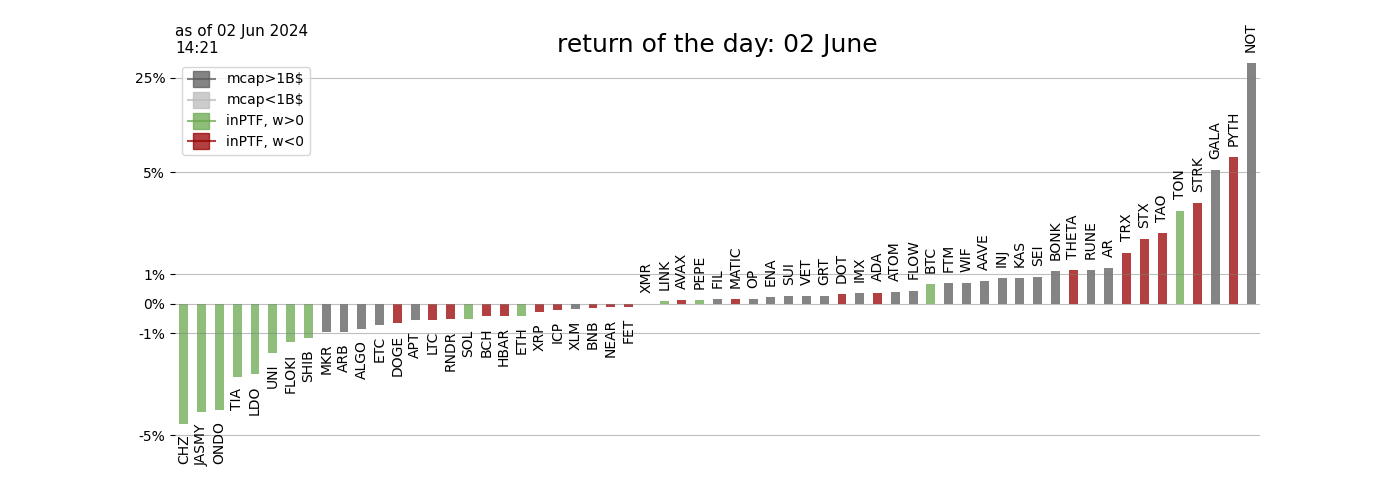 as of 02 Jun 2024
14:21
return of the day: 02 June
mcap>1B$
mcap<1B$
inPTF, w>0
inPTF, w<0
25%
5%
1%
0%
-1%
-5%
CHZ
JASMY
ONDO
TIA
LDO
UNI
FLOKI
SHIB
MKR
ARB
ALGO
ETC
DOGE
APT
LTC
RNDR
SOL
BCH
HBAR
ETH
XRP
ICP
XLM
BNB
NEAR
FET
XMR
LINK
AVAX
PEPE
FIL
MATIC
OP
ENA
SUI
VET
GRT
DOT
IMX
ADA
ATOM
FLOW
BTC
FTM
WIF
AAVE
INJ
KAS
SEI
BONK
THETA
RUNE
AR
TRX
STX
TAO
TON
STRK
GALA
PYTH
NOT